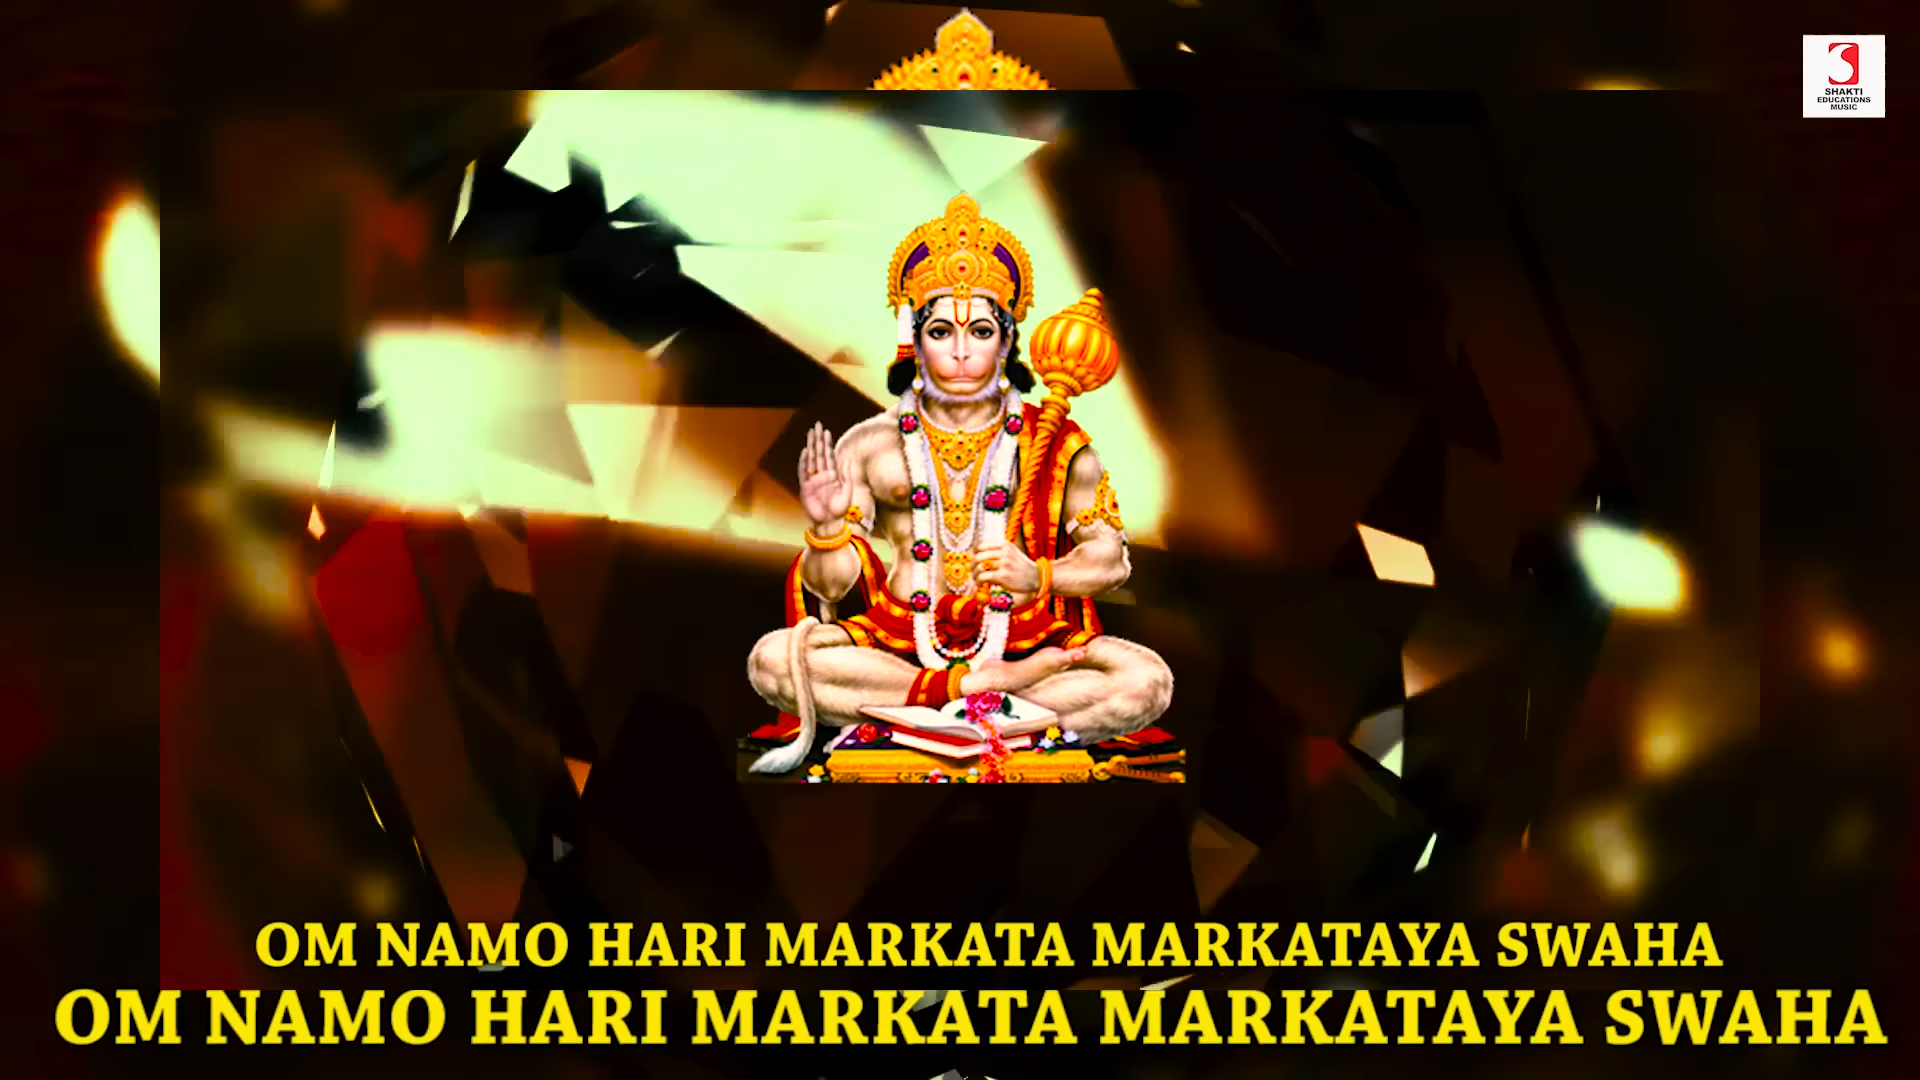 SHAKTI
EDUCATIONS
MUSIC
OM NAMO HARI MARKATA MARKATAYA SWAHA
OM NAMO HARI MARKATA MARKATAYA SWAHA